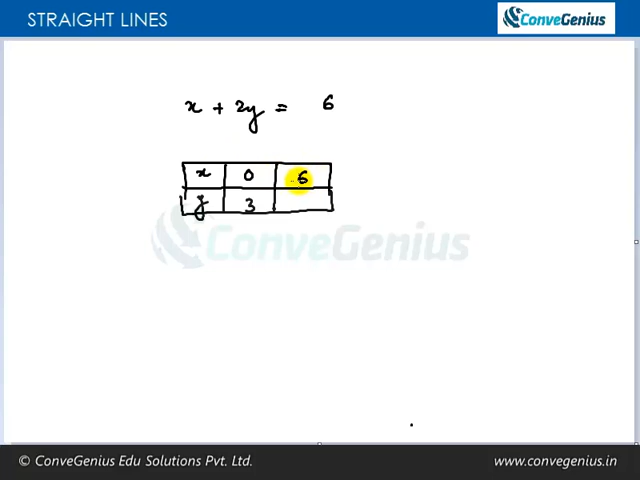 STRAIGHT LINES
ConveGenius
x + 2y = 6
x 0 6
y 3
ConveGenius
© ConveGenius Edu Solutions Pvt. Ltd. www.convegenius.in